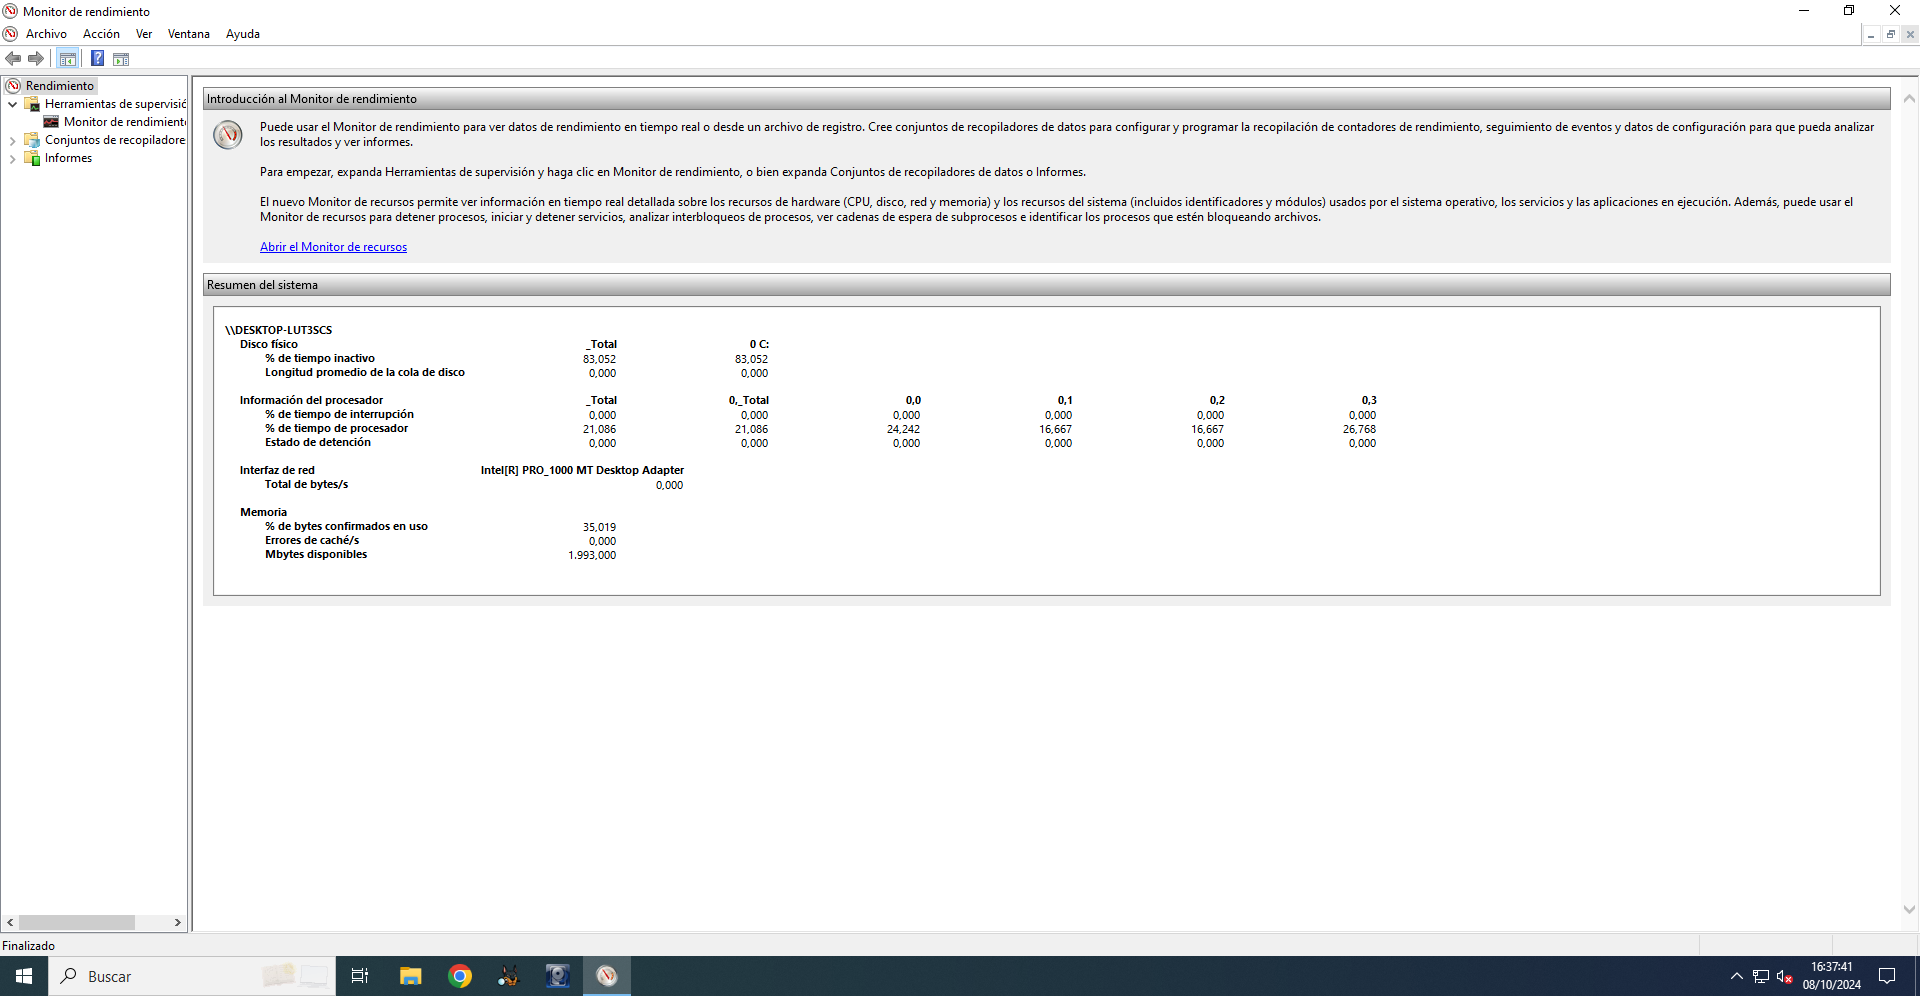 Monitor de rendimiento
Archivo Acción Ver Ventana Ayuda
Rendimiento
Herramientas de supervisió
Monitor de rendimiento
Conjuntos de recopiladore
Informes
Introducción al Monitor de rendimiento
Puede usar el Monitor de rendimiento para ver datos de rendimiento en tiempo real o desde un archivo de registro. Cree conjuntos de recopiladores de datos para configurar y programar la recopilación de contadores de rendimiento, seguimiento de eventos y datos de configuración para que pueda analizar
los resultados y ver informes.
Para empezar, expanda Herramientas de supervisión y haga clic en Monitor de rendimiento, o bien expanda Conjuntos de recopiladores de datos o Informes.
El nuevo Monitor de recursos permite ver información en tiempo real detallada sobre los recursos de hardware (CPU, disco, red y memoria) y los recursos del sistema (incluidos identificadores y módulos) usados por el sistema operativo, los servicios y las aplicaciones en ejecución. Además, puede usar el
Monitor de recursos para detener procesos, iniciar y detener servicios, analizar interbloqueos de procesos, ver cadenas de espera de subprocesos e identificar los procesos que estén bloqueando archivos.
Abrir el Monitor de recursos
Resumen del sistema
\\DESKTOP-LUT3SCS
Disco físico _Total 0 C:
% de tiempo inactivo 83,052 83,052
Longitud promedio de la cola de disco 0,000 0,000
Información del procesador _Total 0,_Total 0,0 0,1 0,2 0,3
% de tiempo de interrupción 0,000 0,000 0,000 0,000 0,000 0,000
% de tiempo de procesador 21,086 21,086 24,242 16,667 16,667 26,768
Estado de detención 0,000 0,000 0,000 0,000 0,000 0,000
Interfaz de red Intel[R] PRO_1000 MT Desktop Adapter
Total de bytes/s 0,000
Memoria
% de bytes confirmados en uso 35,019
Errores de caché/s 0,000
Mbytes disponibles 1.993,000
Finalizado
Buscar
16:37:41
08/10/2024